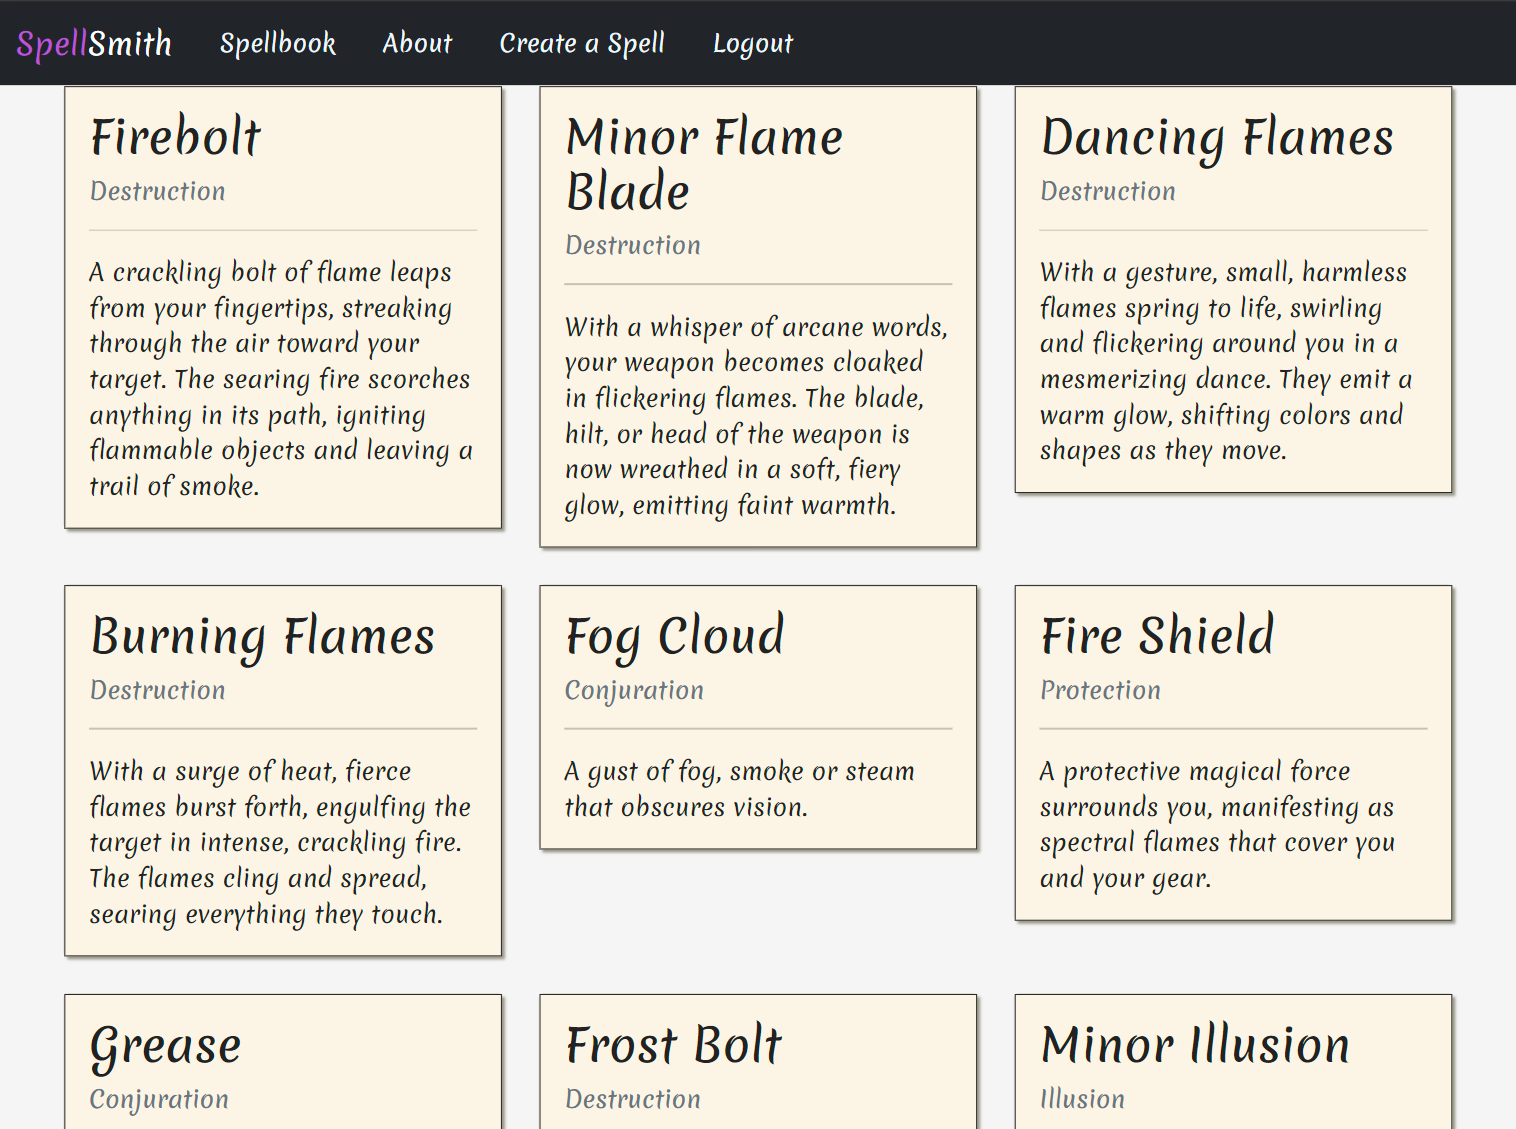 SpellSmith Spellbook About Create a Spell Logout
Firebolt
Destruction
A crackling bolt of flame leaps
from your fingertips, streaking
through the air toward your
target. The searing fire scorches
anything in its path, igniting
flammable objects and leaving a
trail of smoke.
Minor Flame
Blade
Destruction
With a whisper of arcane words,
your weapon becomes cloaked
in flickering flames. The blade,
hilt, or head of the weapon is
now wreathed in a soft, fiery
glow, emitting faint warmth.
Dancing Flames
Destruction
With a gesture, small, harmless
flames spring to life, swirling
and flickering around you in a
mesmerizing dance. They emit a
warm glow, shifting colors and
shapes as they move.
Burning Flames
Destruction
With a surge of heat, fierce
flames burst forth, engulfing the
target in intense, crackling fire.
The flames cling and spread,
searing everything they touch.
Fog Cloud
Conjuration
A gust of fog, smoke or steam
that obscures vision.
Fire Shield
Protection
A protective magical force
surrounds you, manifesting as
spectral flames that cover you
and your gear.
Grease
Conjuration
Frost Bolt
Destruction
Minor Illusion
Illusion